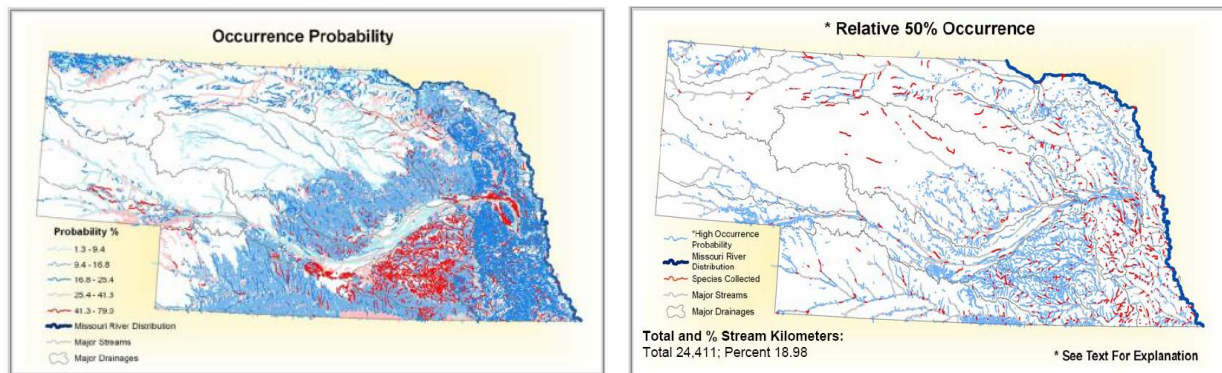 Occurrence Probability
Probability %
1.3 - 9.4
9.4 - 16.8
16.8 - 25.4
25.4 - 41.3
41.3 - 79.0
Missouri River Distribution
Major Streams
Major Drainages
* Relative 50% Occurrence
*High Occurrence
Probability
Missouri River
Distribution
Species Collected
Major Streams
Major Drainages
Total and % Stream Kilometers:
Total 24,411; Percent 18.98
* See Text For Explanation